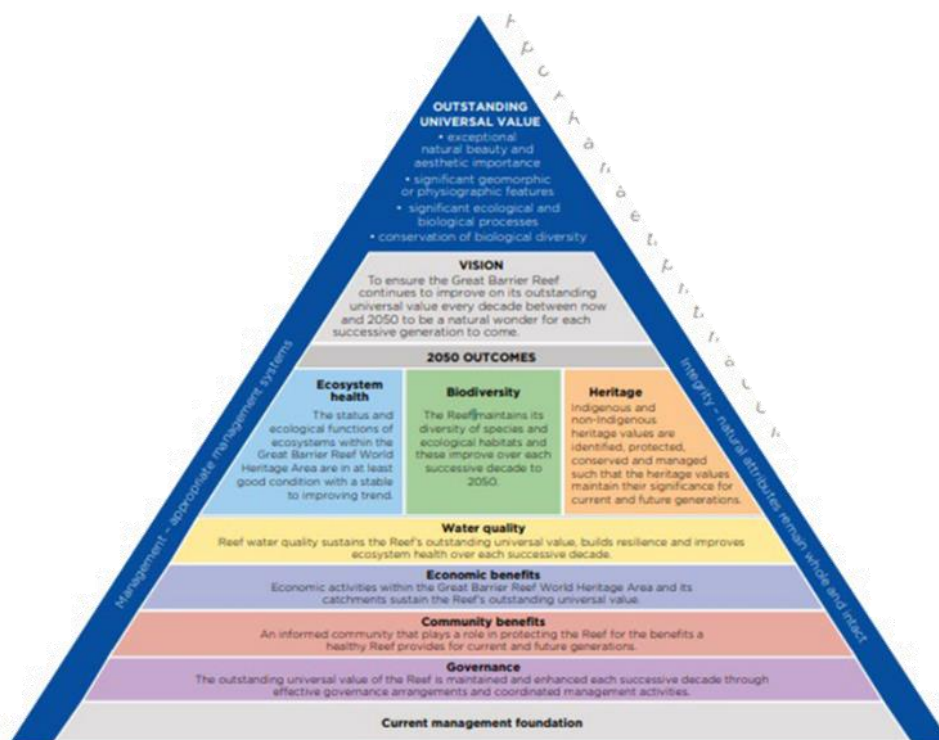 OUTSTANDING
UNIVERSAL VALUE
• exceptional
natural beauty and
aesthetic importance
• significant geomorphic
or physiographic features
• significant ecological and
biological processes
• conservation of biological diversity
VISION
To ensure the Great Barrier Reef
continues to improve on its outstanding
universal value every decade between now
and 2050 to be a natural wonder for each
successive generation to come.
2050 OUTCOMES
Ecosystem
health
The status and
ecological functions of
ecosystems within the
Great Barrier Reef World
Heritage Area are in at least
good condition with a stable
to improving trend.
Biodiversity
The Reef maintains its
diversity of species and
ecological habitats and
these improve over each
successive decade to
2050.
Heritage
Indigenous and
non-Indigenous
heritage values are
identified, protected,
conserved and managed
such that the heritage values
maintain their significance for
current and future generations.
Water quality
Reef water quality sustains the Reef's outstanding universal value, builds resilience and improves
ecosystem health over each successive decade.
Economic benefits
Economic activities within the Great Barrier Reef World Heritage Area and its
catchments sustain the Reef's outstanding universal value.
Community benefits
An informed community that plays a role in protecting the Reef for the benefits a
healthy Reef provides for current and future generations.
Governance
The outstanding universal value of the Reef is maintained and enhanced each successive decade through
effective governance arrangements and coordinated management activities.
Current management foundation
Management – appropriate management systems
Integrity – natural attributes remain whole and intact